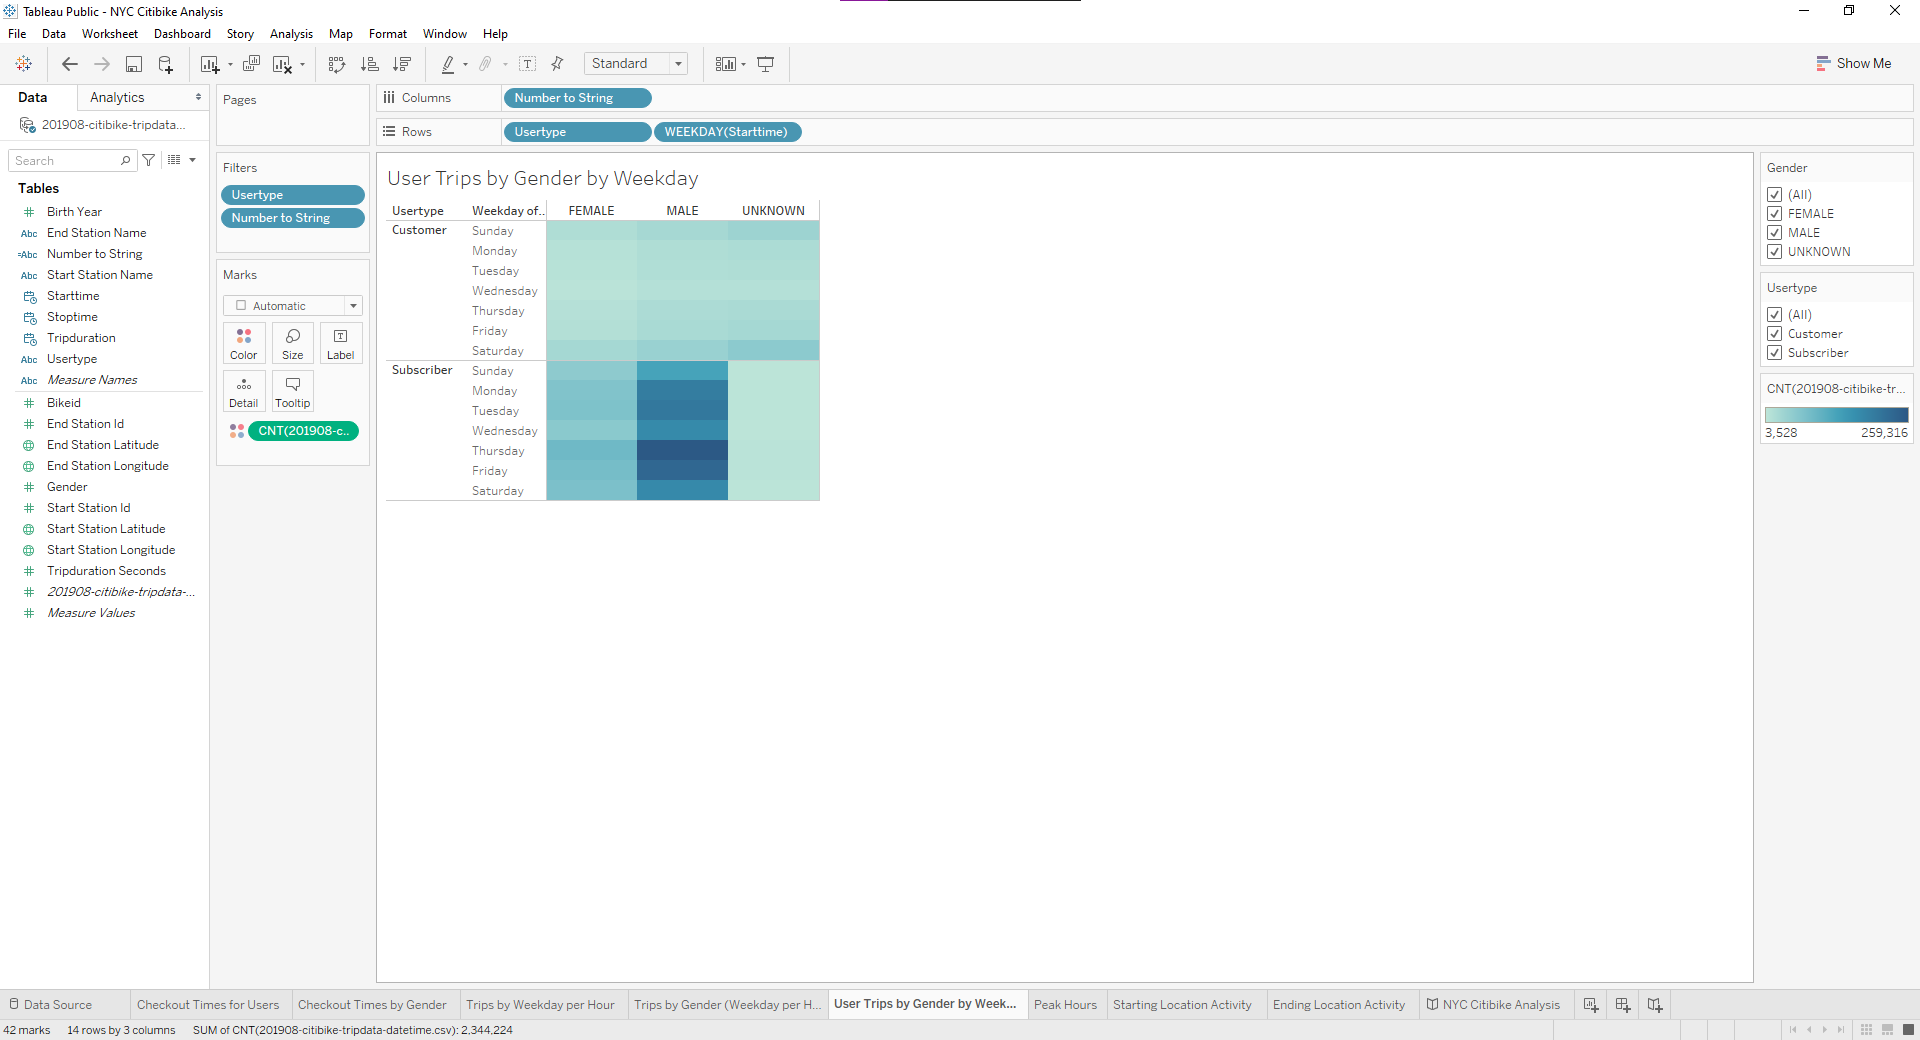 Tableau Public - NYC Citibike Analysis
File Data Worksheet Dashboard Story Analysis Map Format Window Help
Standard
Show Me
Data Analytics
201908-citibike-tripdata...
Search
Tables
Birth Year
Abc End Station Name
=Abc Number to String
Abc Start Station Name
Starttime
Stoptime
Tripduration
Abc Usertype
Abc Measure Names
Bikeid
End Station Id
End Station Latitude
End Station Longitude
Gender
Start Station Id
Start Station Latitude
Start Station Longitude
Tripduration Seconds
201908-citibike-tripdata-...
Measure Values
Pages
Filters
Usertype
Number to String
Marks
Automatic
Color Size Label
Detail Tooltip
CNT(201908-c..
Columns Number to String
Rows Usertype WEEKDAY(Starttime)
User Trips by Gender by Weekday
Usertype Weekday of.. FEMALE MALE UNKNOWN
Customer Sunday
Monday
Tuesday
Wednesday
Thursday
Friday
Saturday
Subscriber Sunday
Monday
Tuesday
Wednesday
Thursday
Friday
Saturday
Gender
(All)
FEMALE
MALE
UNKNOWN
Usertype
(All)
Customer
Subscriber
CNT(201908-citibike-tr...
3,528 259,316
Data Source Checkout Times for Users Checkout Times by Gender Trips by Weekday per Hour Trips by Gender (Weekday per H... User Trips by Gender by Week... Peak Hours Starting Location Activity Ending Location Activity NYC Citibike Analysis
42 marks 14 rows by 3 columns SUM of CNT(201908-citibike-tripdata-datetime.csv): 2,344,224